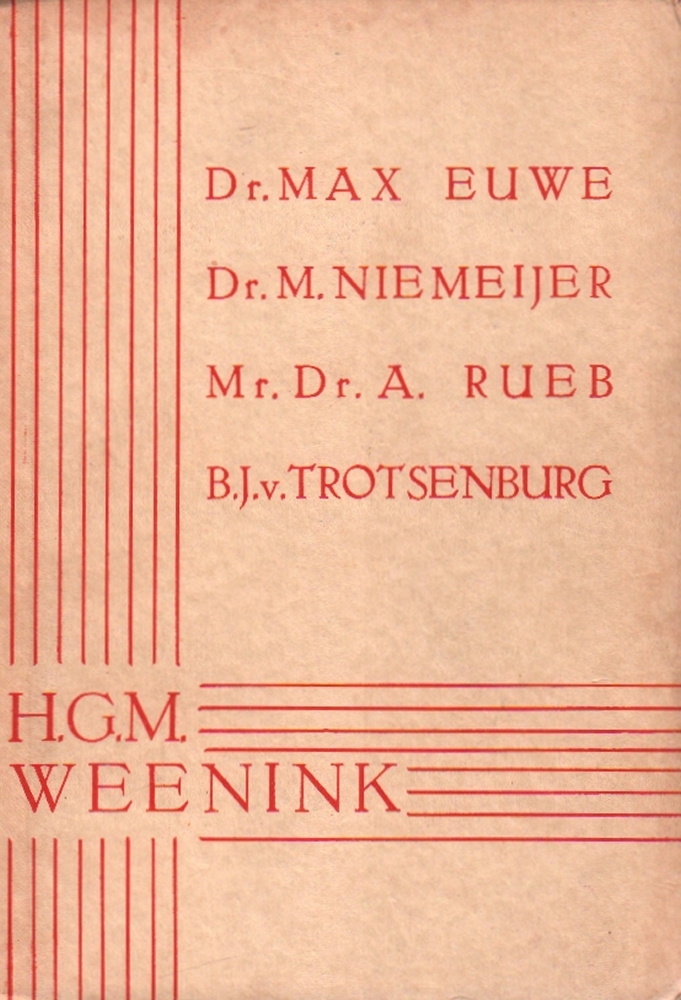 Dr. MAX EUWE
Dr. M. NIEMEIJER
Mr. Dr. A. RUEB
B.J.v. TROTSENBURG
H.G.M.
WEENINK